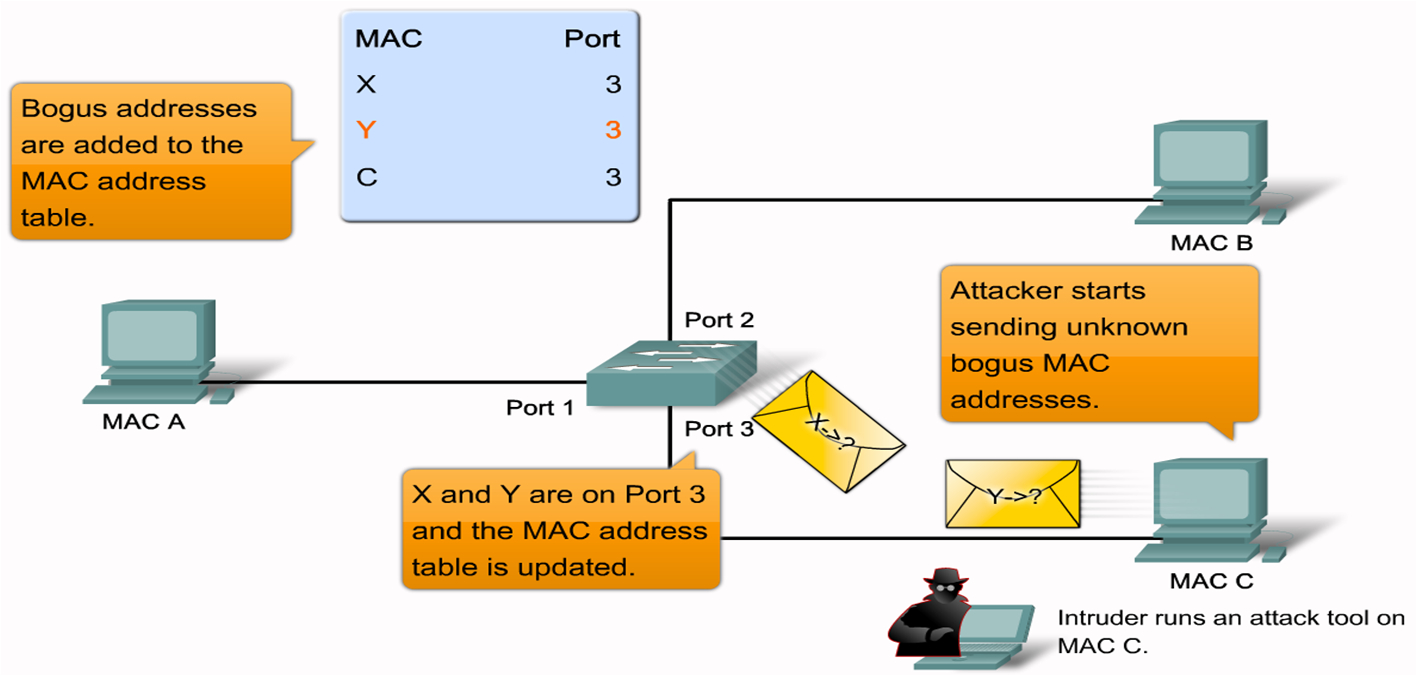 MAC Port
X 3
Y 3
C 3
Bogus addresses
are added to the
MAC address
table.
MAC B
Attacker starts
sending unknown
bogus MAC
addresses.
Port 2
MAC A
Port 1
Port 3
X->?
X and Y are on Port 3
and the MAC address
table is updated.
Y->?
MAC C
Intruder runs an attack tool on
MAC C.